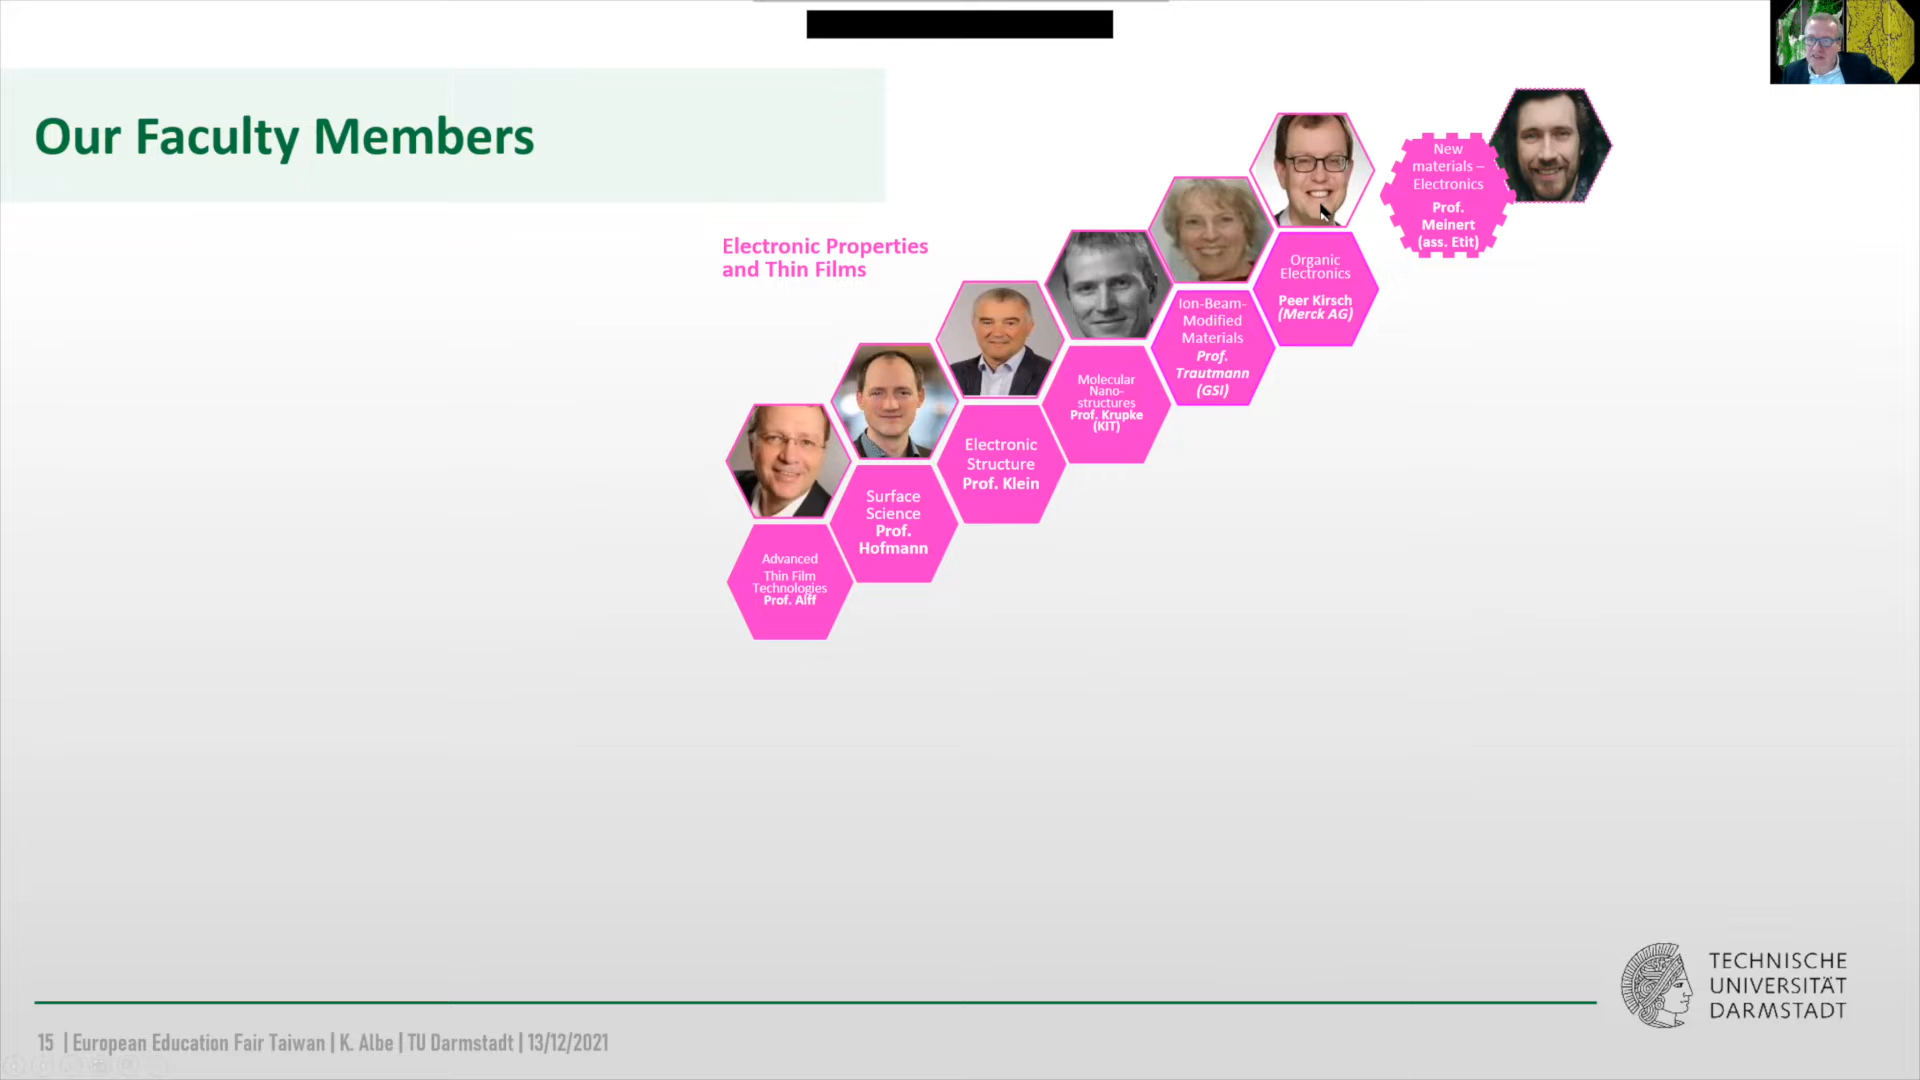 Our Faculty Members
Electronic Properties
and Thin Films
Advanced
Thin Film
Technologies
Prof. Alff
Surface
Science
Prof.
Hofmann
Electronic
Structure
Prof. Klein
Molecular
Nano-
structures
Prof. Krupke
(KIT)
Ion-Beam-
Modified
Materials
Prof.
Trautmann
(GSI)
Organic
Electronics
Peer Kirsch
(Merck AG)
New
materials –
Electronics
Prof.
Meinert
(ass. Etit)
TECHNISCHE
UNIVERSITÄT
DARMSTADT
15 | European Education Fair Taiwan | K. Albe | TU Darmstadt | 13/12/2021